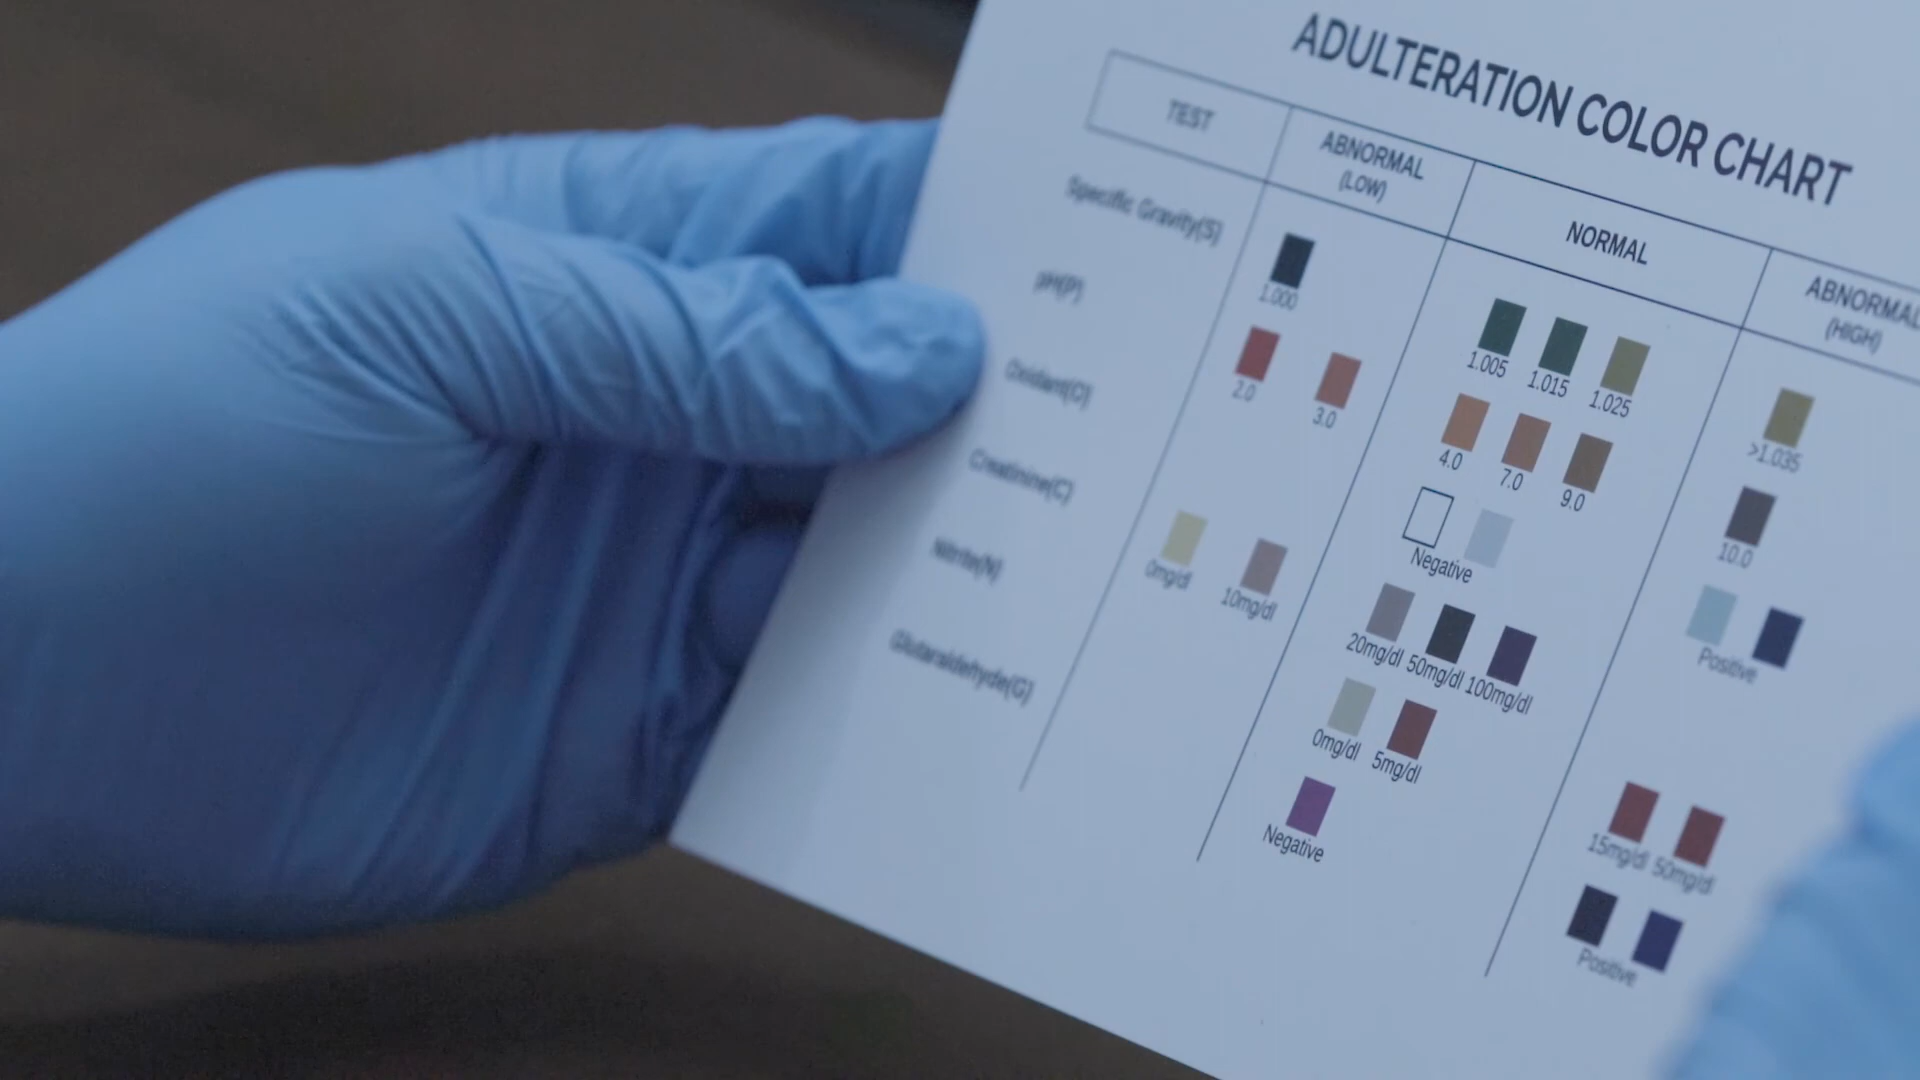 ADULTERATION COLOR CHART
TEST
ABNORMAL
(LOW)
NORMAL
ABNORMAL
(HIGH)
Specific Gravity(S)
1.000
1.005 1.015 1.025
>1.035
pH(P)
2.0 3.0
4.0 7.0 9.0
10.0
Oxidant(O)
Negative
Positive
Creatinine(C)
0mg/dl 10mg/dl
20mg/dl 50mg/dl 100mg/dl
Nitrite(N)
0mg/dl 5mg/dl
15mg/dl 50mg/dl
Glutaraldehyde(G)
Negative
Positive